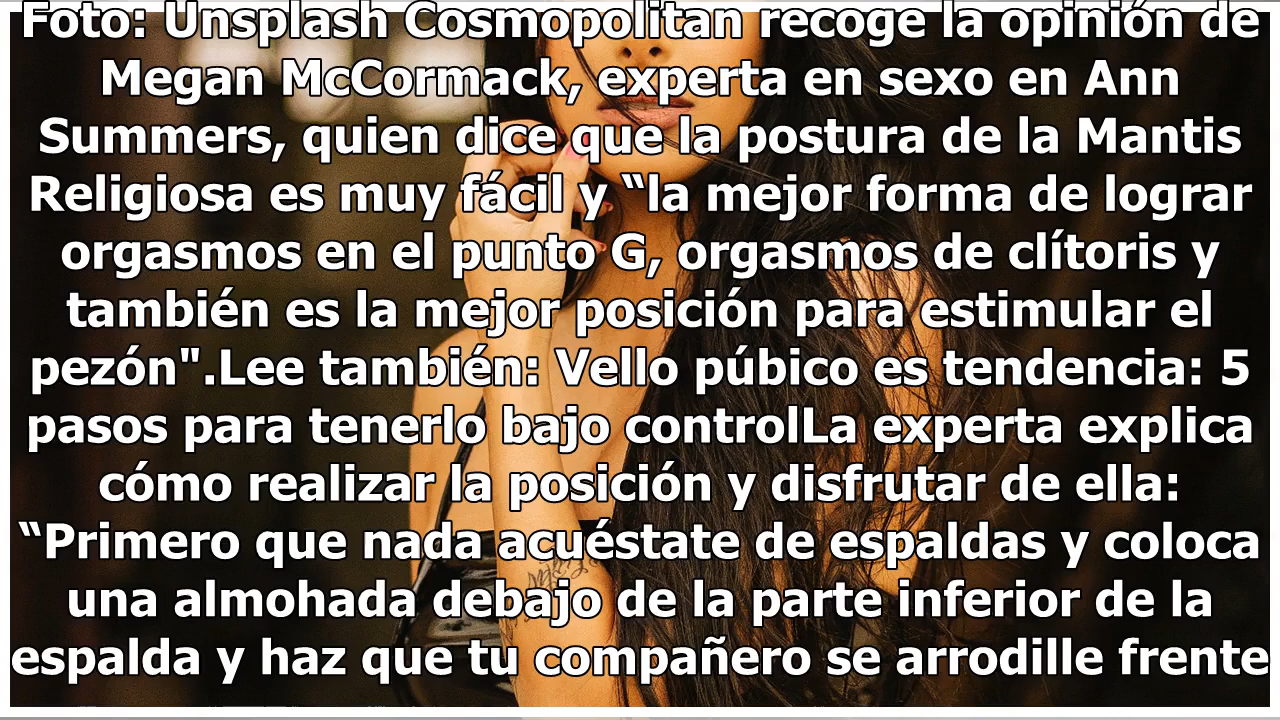 Foto: Unsplash Cosmopolitan recoge la opinión de
Megan McCormack, experta en sexo en Ann
Summers, quien dice que la postura de la Mantis
Religiosa es muy fácil y “la mejor forma de lograr
orgasmos en el punto G, orgasmos de clítoris y
también es la mejor posición para estimular el
pezón".Lee también: Vello púbico es tendencia: 5
pasos para tenerlo bajo controlLa experta explica
cómo realizar la posición y disfrutar de ella:
“Primero que nada acuéstate de espaldas y coloca
una almohada debajo de la parte inferior de la
espalda y haz que tu compañero se arrodille frente